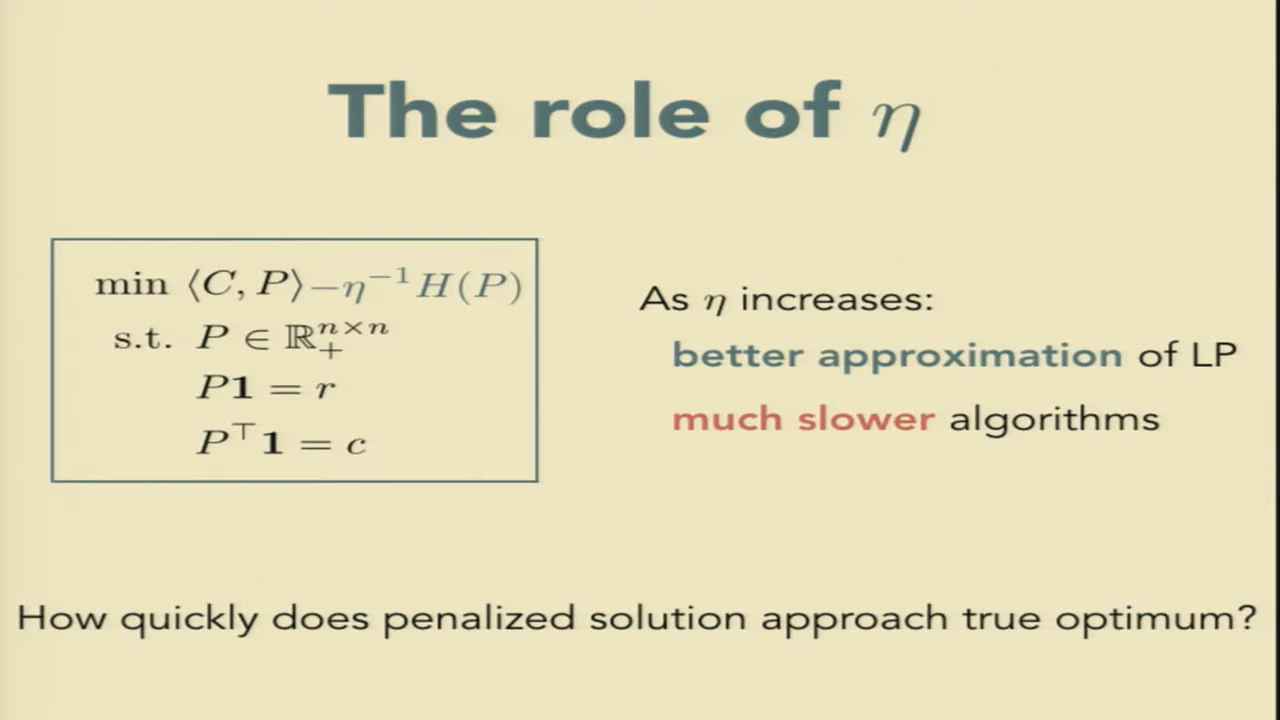 The role of η
min ⟨C, P⟩−η⁻¹H(P)
s.t. P ∈ ℝ₊ⁿˣⁿ
P𝟏 = r
P⊤𝟏 = c
As η increases:
better approximation of LP
much slower algorithms
How quickly does penalized solution approach true optimum?